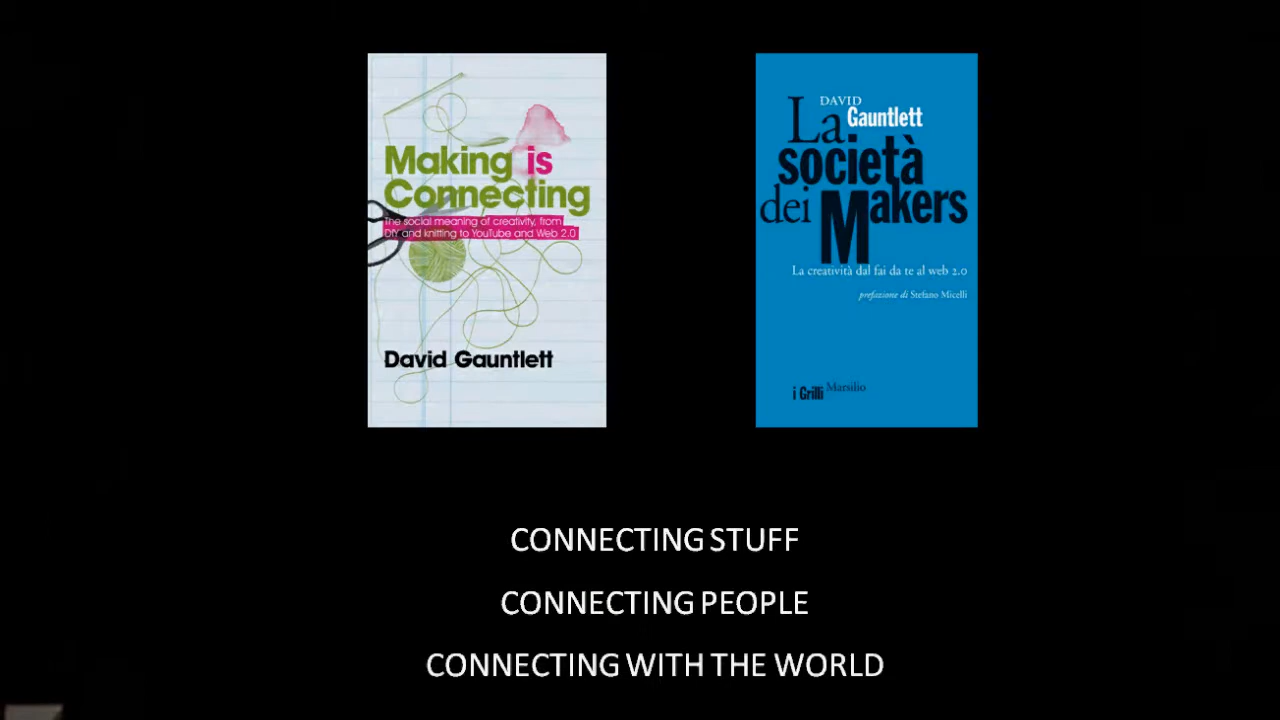 Making is
Connecting
The social meaning of creativity, from
DIY and knitting to YouTube and Web 2.0
David Gauntlett
DAVID
Gauntlett
La
società
dei Makers
La creatività dal fai da te al web 2.0
prefazione di Stefano Micelli
i Grilli Marsilio
CONNECTING STUFF
CONNECTING PEOPLE
CONNECTING WITH THE WORLD